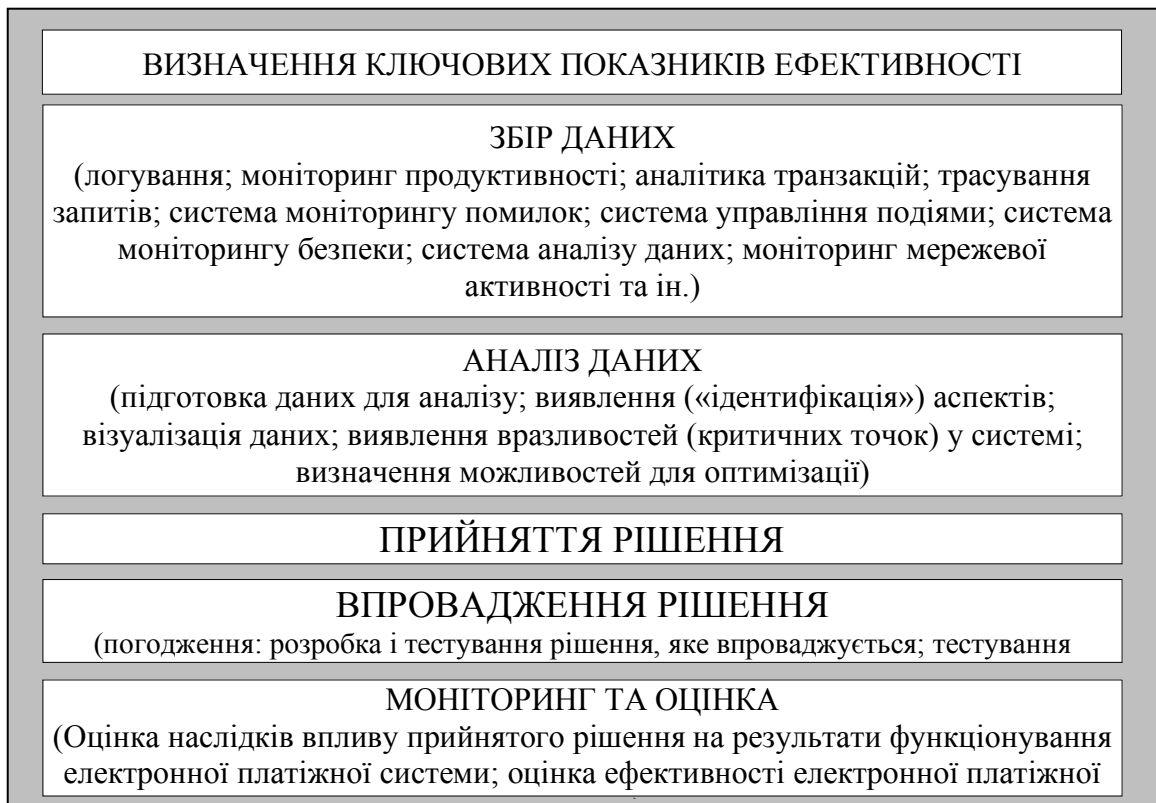 ВИЗНАЧЕННЯ КЛЮЧОВИХ ПОКАЗНИКІВ ЕФЕКТИВНОСТІ
ЗБІР ДАНИХ
(логування; моніторинг продуктивності; аналітика транзакцій; трасування
запитів; система моніторингу помилок; система управління подіями; система
моніторингу безпеки; система аналізу даних; моніторинг мережевої
активності та ін.)
АНАЛІЗ ДАНИХ
(підготовка даних для аналізу; виявлення («ідентифікація») аспектів;
візуалізація даних; виявлення вразливостей (критичних точок) у системі;
визначення можливостей для оптимізації)
ПРИЙНЯТТЯ РІШЕННЯ
ВПРОВАДЖЕННЯ РІШЕННЯ
(погодження: розробка і тестування рішення, яке впроваджується; тестування
МОНІТОРИНГ ТА ОЦІНКА
(Оцінка наслідків впливу прийнятого рішення на результати функціонування
електронної платіжної системи; оцінка ефективності електронної платіжної